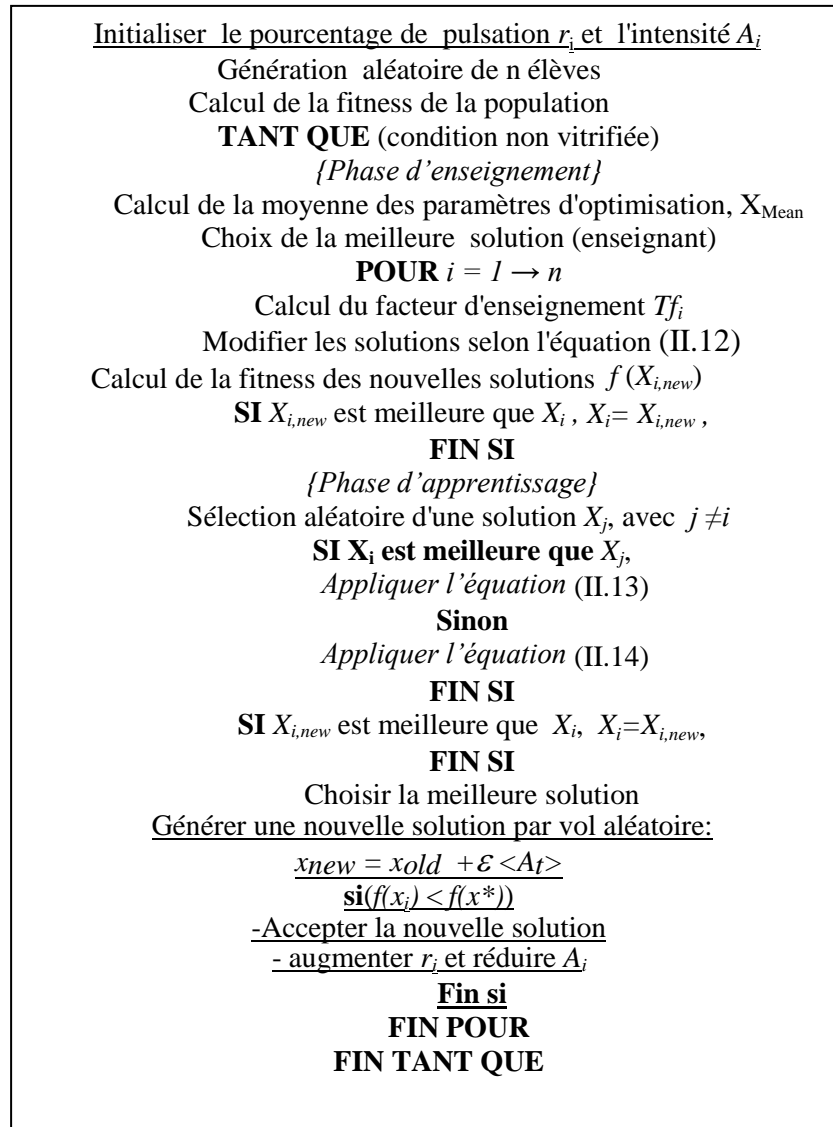 Initialiser le pourcentage de pulsation ri et l'intensité Ai
Génération aléatoire de n élèves
Calcul de la fitness de la population
TANT QUE (condition non vitrifiée)
{Phase d’enseignement}
Calcul de la moyenne des paramètres d'optimisation, XMean
Choix de la meilleure solution (enseignant)
POUR i = 1 → n
Calcul du facteur d'enseignement Tfi
Modifier les solutions selon l'équation (II.12)
Calcul de la fitness des nouvelles solutions f (Xi,new)
SI Xi,new est meilleure que Xi , Xi= Xi,new ,
FIN SI
{Phase d’apprentissage}
Sélection aléatoire d'une solution Xj, avec j ≠i
SI Xi est meilleure que Xj,
Appliquer l’équation (II.13)
Sinon
Appliquer l’équation (II.14)
FIN SI
SI Xi,new est meilleure que Xi, Xi=Xi,new,
FIN SI
Choisir la meilleure solution
Générer une nouvelle solution par vol aléatoire:
xnew = xold +ε <At>
si(f(xi) < f(x*))
-Accepter la nouvelle solution
- augmenter ri et réduire Ai
Fin si
FIN POUR
FIN TANT QUE